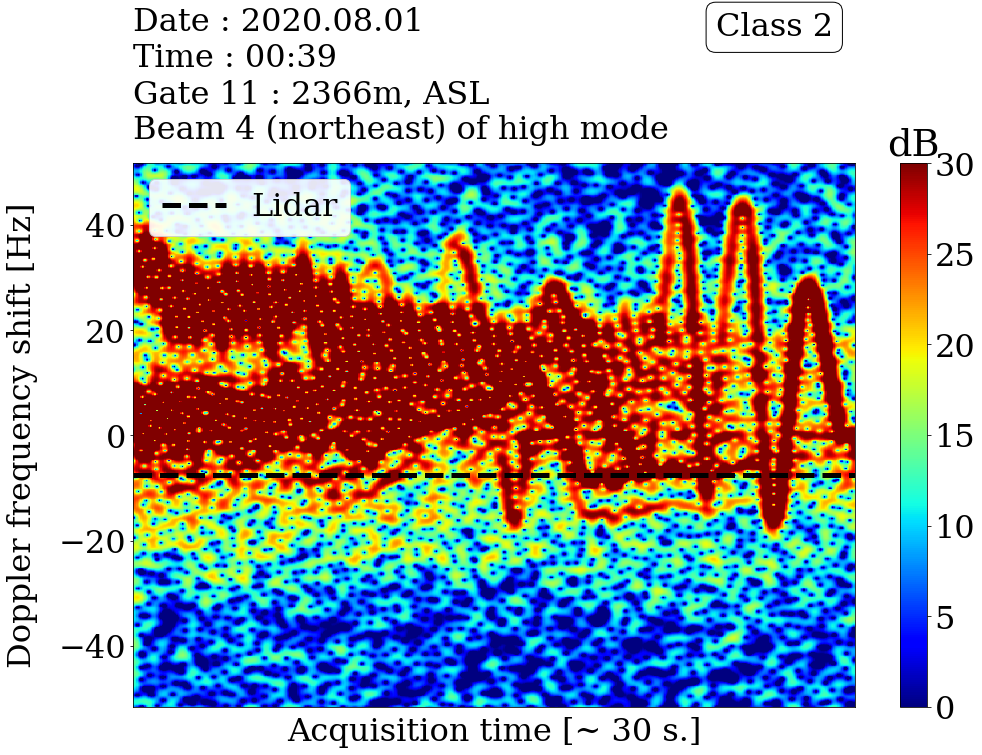 Date : 2020.08.01
Time : 00:39
Gate 11 : 2366m, ASL
Beam 4 (northeast) of high mode
Class 2
dB
Lidar
Doppler frequency shift [Hz]
40
20
0
−20
−40
Acquisition time [~ 30 s.]
30
25
20
15
10
5
0